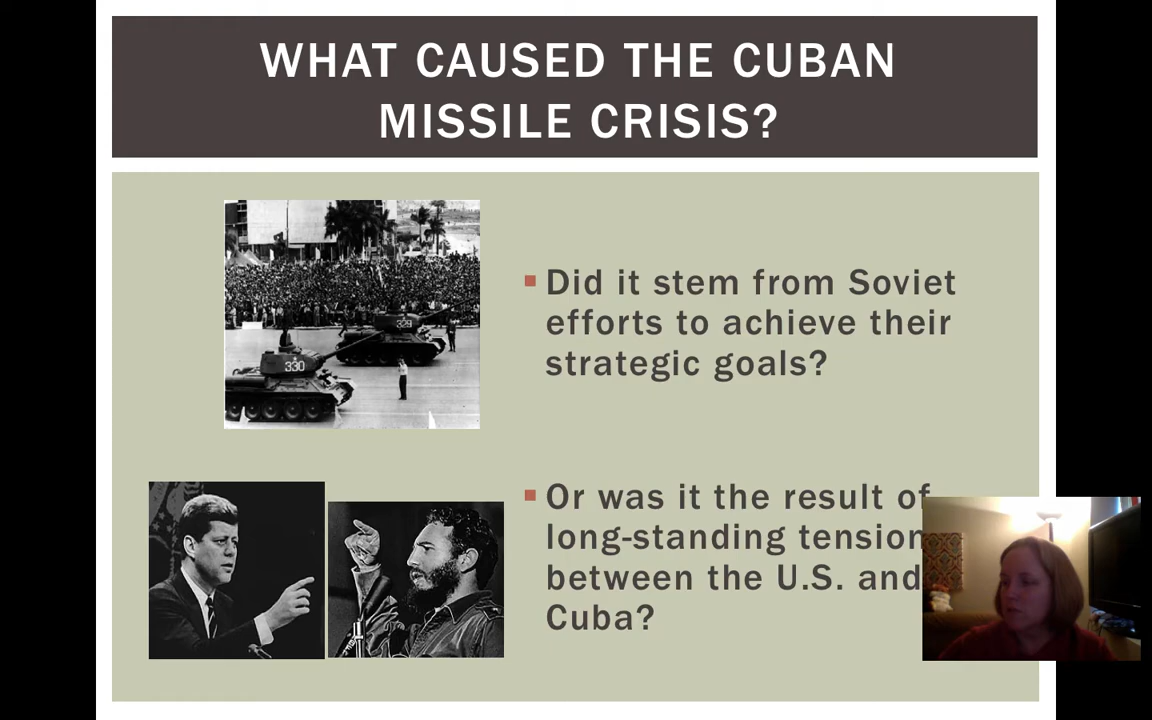 WHAT CAUSED THE CUBAN
MISSILE CRISIS?
329
330
Did it stem from Soviet
efforts to achieve their
strategic goals?
Or was it the result of
long-standing tension
between the U.S. and
Cuba?